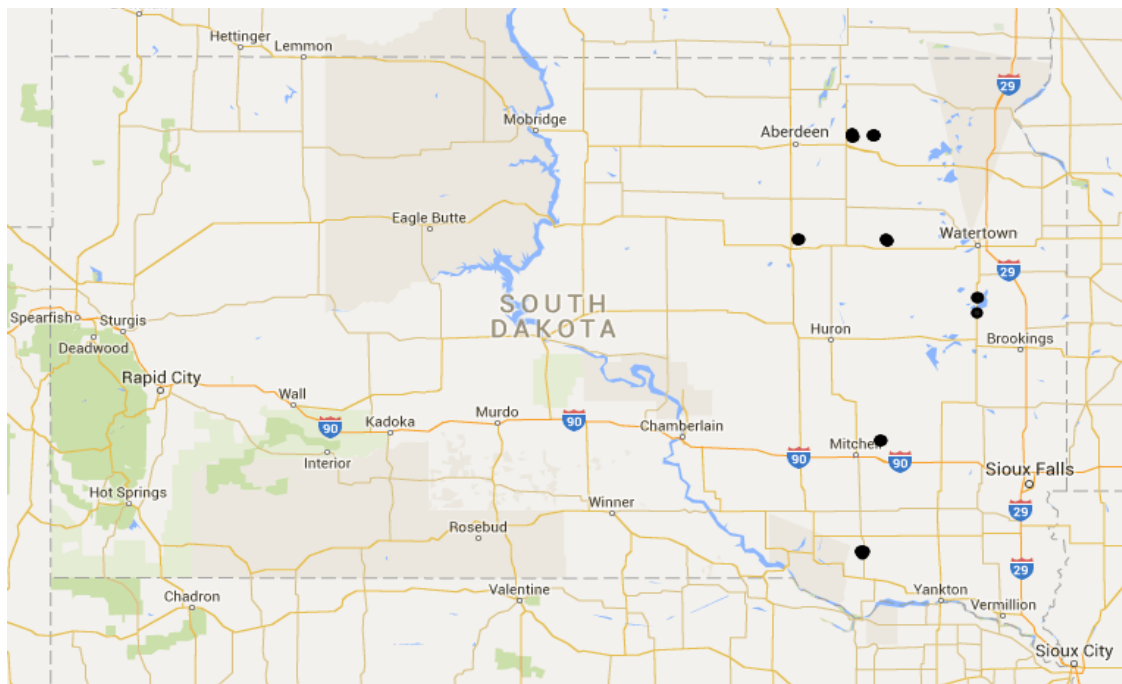 Hettinger
Lemmon
29
Mobridge
Aberdeen
Eagle Butte
Watertown
29
SOUTH
DAKOTA
Spearfish
Sturgis
Deadwood
Huron
Brookings
Rapid City
Wall
Kadoka
90
Murdo
90
Chamberlain
Mitchell
90
90
Interior
Sioux Falls
Hot Springs
Winner
29
Rosebud
29
Chadron
Valentine
Yankton
Vermillion
Sioux City